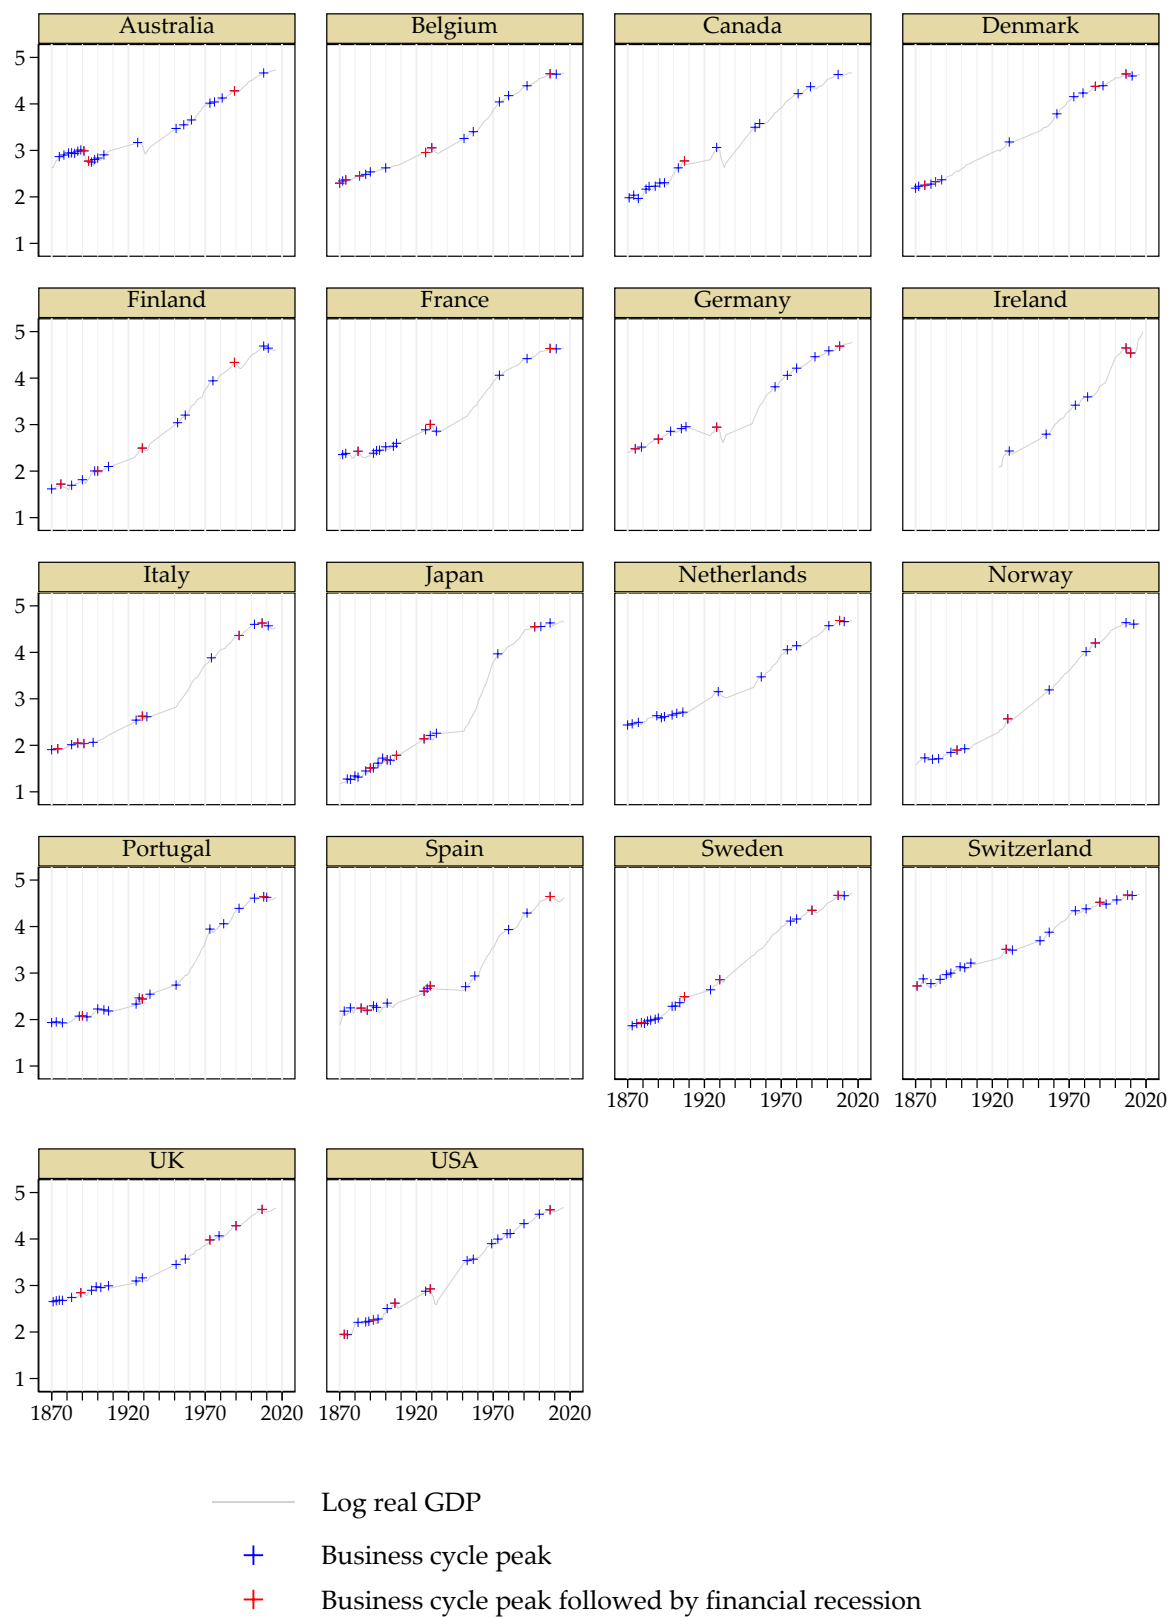 Australia Belgium Canada Denmark
5
4
3
2
1
Finland France Germany Ireland
5
4
3
2
1
Italy Japan Netherlands Norway
5
4
3
2
1
Portugal Spain Sweden Switzerland
5
4
3
2
1
1870 1920 1970 2020 1870 1920 1970 2020
UK USA
5
4
3
2
1
1870 1920 1970 2020 1870 1920 1970 2020
Log real GDP
Business cycle peak
Business cycle peak followed by financial recession